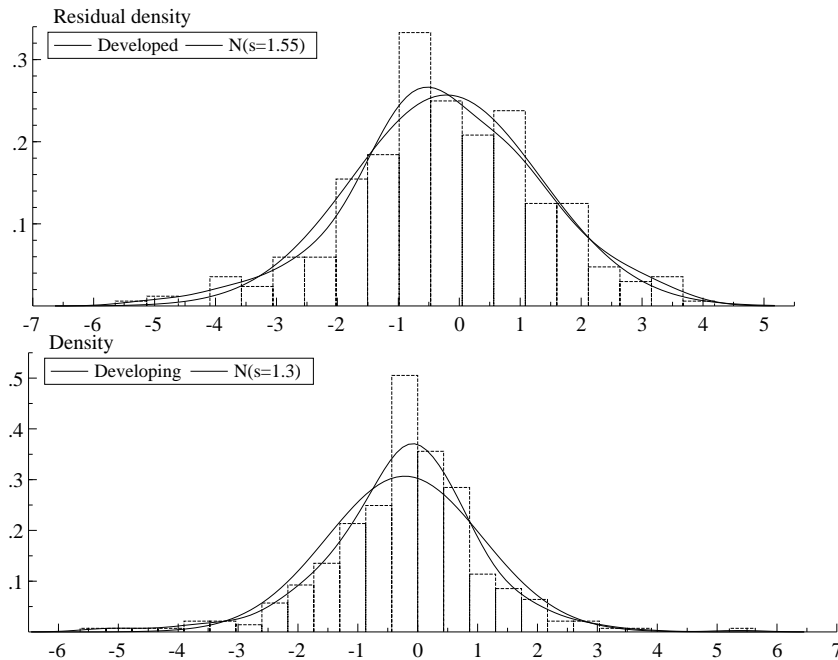 Residual density
Developed N(s=1.55)
.3
.2
.1
-7 -6 -5 -4 -3 -2 -1 0 1 2 3 4 5
Density
Developing N(s=1.3)
.5
.4
.3
.2
.1
-6 -5 -4 -3 -2 -1 0 1 2 3 4 5 6 7